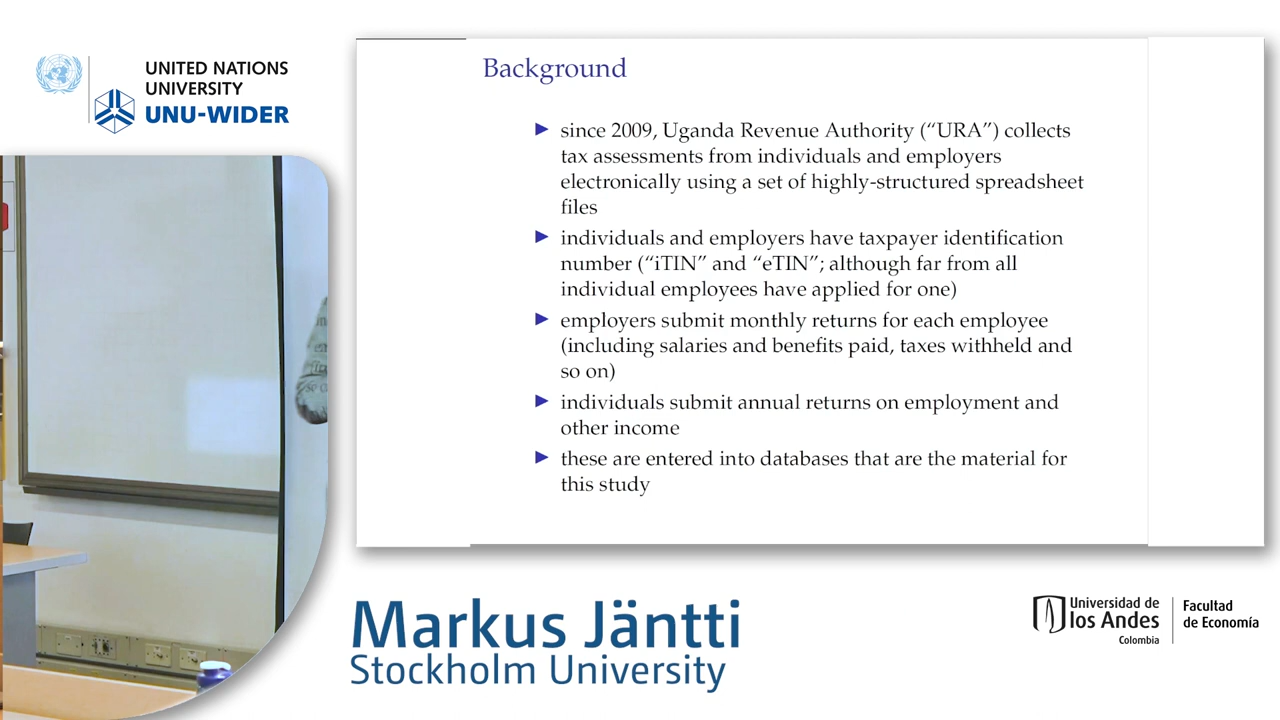 UNITED NATIONS
UNIVERSITY
UNU-WIDER
Background
since 2009, Uganda Revenue Authority (“URA”) collects
tax assessments from individuals and employers
electronically using a set of highly-structured spreadsheet
files
individuals and employers have taxpayer identification
number (“iTIN” and “eTIN”; although far from all
individual employees have applied for one)
employers submit monthly returns for each employee
(including salaries and benefits paid, taxes withheld and
so on)
individuals submit annual returns on employment and
other income
these are entered into databases that are the material for
this study
Markus Jäntti
Stockholm University
Universidad de
los Andes
Colombia
Facultad
de Economía